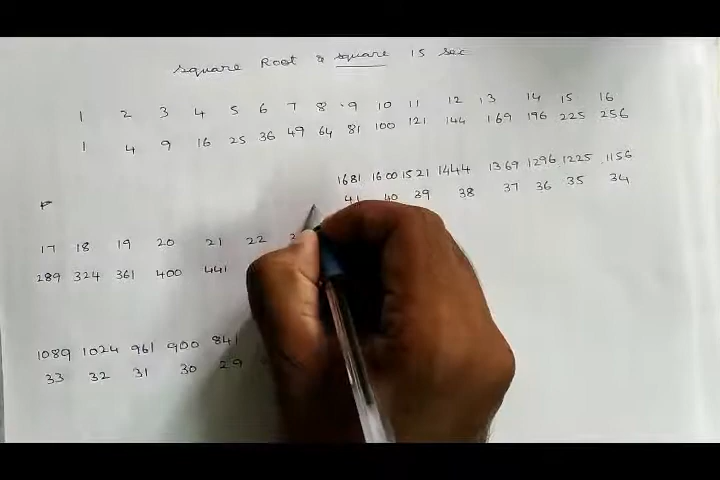 square Root & square 15 sec
1 2 3 4 5 6 7 8 9 10 11 12 13 14 15 16
1 4 9 16 25 36 49 64 81 100 121 144 169 196 225 256
1681 1600 1521 1444 1369 1296 1225 1156
41 40 39 38 37 36 35 34
17 18 19 20 21 22
289 324 361 400 441
1089 1024 961 900 841
33 32 31 30 29